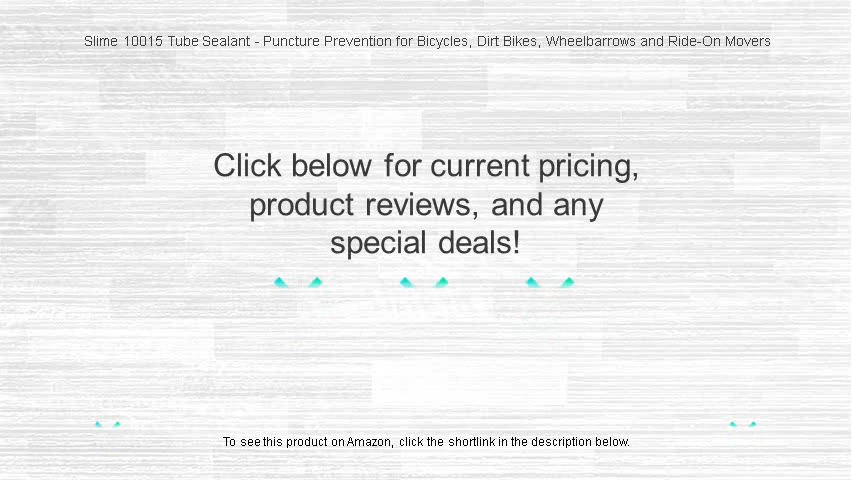 Slime 10015 Tube Sealant - Puncture Prevention for Bicycles, Dirt Bikes, Wheelbarrows and Ride-On Movers
Click below for current pricing,
product reviews, and any
special deals!
To see this product on Amazon, click the shortlink in the description below.